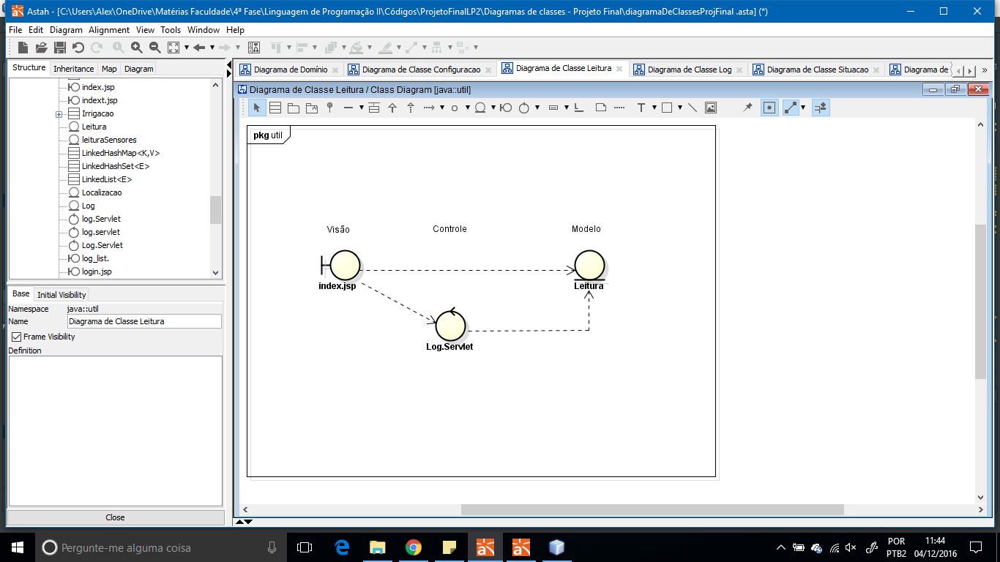 Astah - [C:\Users\Alex\OneDrive\Matérias Faculdade\4ª Fase\Linguagem de Programação II\Códigos\ProjetoFinalLP2\Diagramas de classes - Projeto Final\diagramaDeClassesProjFinal .asta] (*)
File Edit Diagram Alignment View Tools Window Help
Structure Inheritance Map Diagram
index.jsp
indext.jsp
Irrigacao
Leitura
leituraSensores
LinkedHashMap<K,V>
LinkedHashSet<E>
LinkedList<E>
Localizacao
Log
log.Servlet
log.servlet
Log.Servlet
log_list.
login.jsp
Base Initial Visibility
Namespace java::util
Name Diagrama de Classe Leitura
Frame Visibility
Definition
Close
Diagrama de Domínio Diagrama de Classe Configuracao Diagrama de Classe Leitura Diagrama de Classe Log Diagrama de Classe Situacao Diagrama de
Diagrama de Classe Leitura / Class Diagram [java::util]
pkg util
Visão Controle Modelo
index.jsp Leitura
Log.Servlet
Pergunte-me alguma coisa
POR 11:44
PTB2 04/12/2016